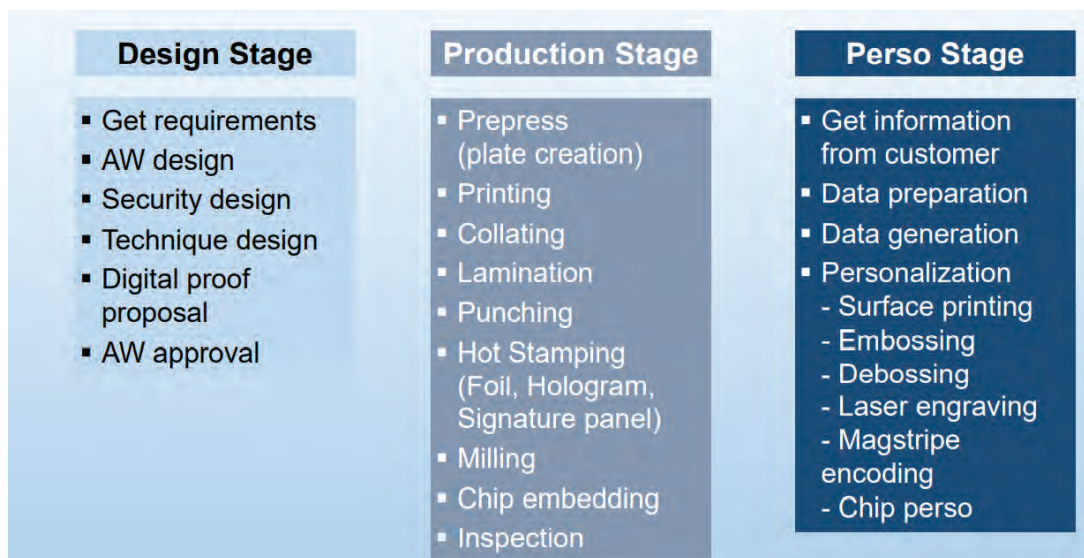 Design Stage
▪ Get requirements
▪ AW design
▪ Security design
▪ Technique design
▪ Digital proof
proposal
▪ AW approval
Production Stage
▪ Prepress
(plate creation)
▪ Printing
▪ Collating
▪ Lamination
▪ Punching
▪ Hot Stamping
(Foil, Hologram,
Signature panel)
▪ Milling
▪ Chip embedding
▪ Inspection
Perso Stage
▪ Get information
from customer
▪ Data preparation
▪ Data generation
▪ Personalization
- Surface printing
- Embossing
- Debossing
- Laser engraving
- Magstripe
encoding
- Chip perso